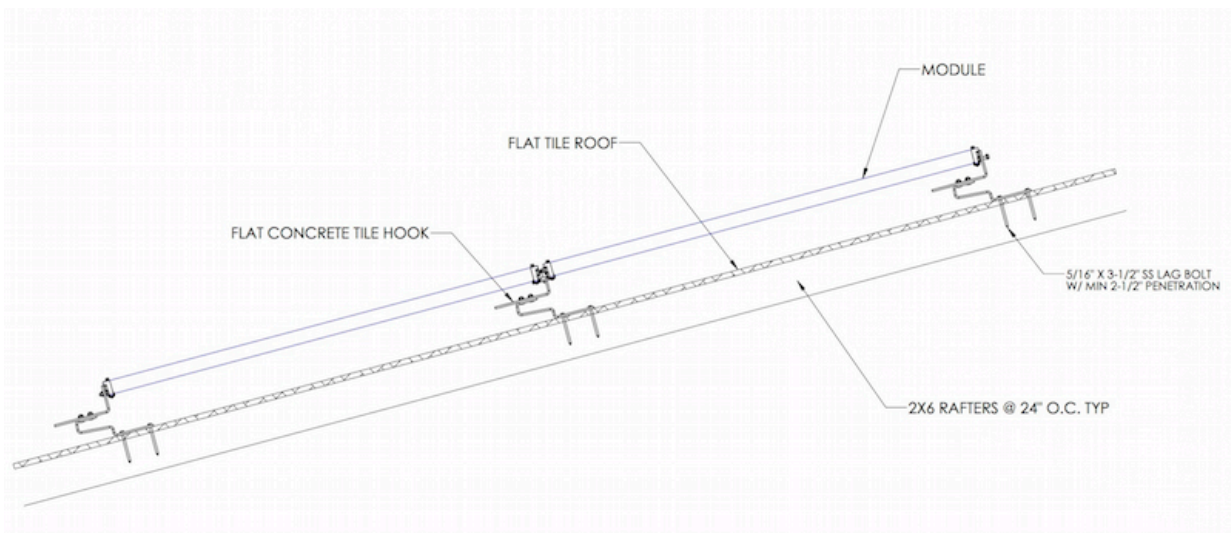 MODULE
FLAT TILE ROOF
FLAT CONCRETE TILE HOOK
5/16" X 3-1/2" SS LAG BOLT
W/ MIN 2-1/2" PENETRATION
2X6 RAFTERS @ 24" O.C. TYP